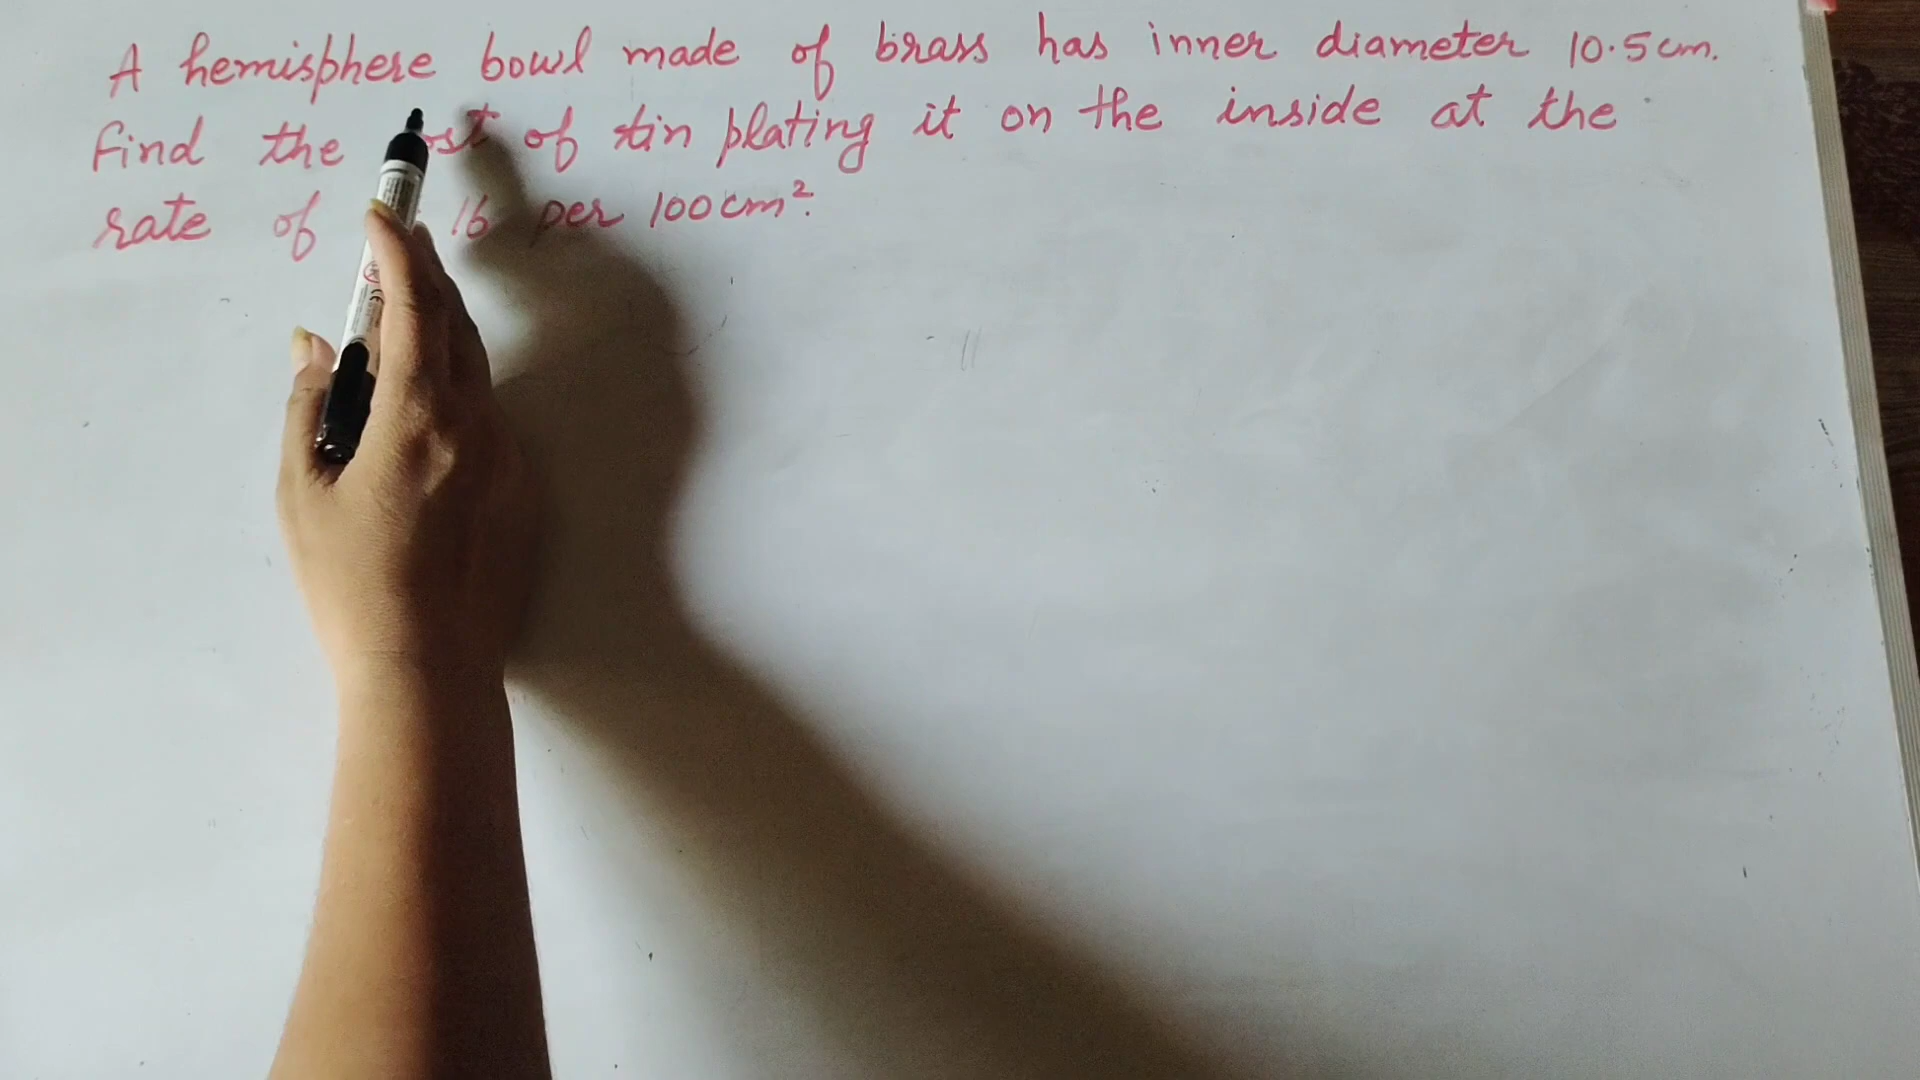 A hemisphere bowl made of brass has inner diameter 10.5cm.
Find the cost of tin plating it on the inside at the
rate of 16 per 100cm².